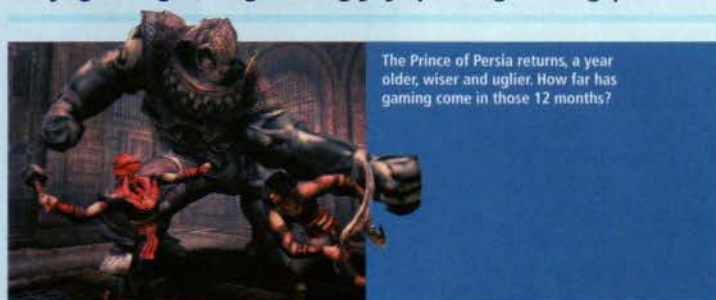 The Prince of Persia returns, a year
older, wiser and uglier. How far has
gaming come in those 12 months?